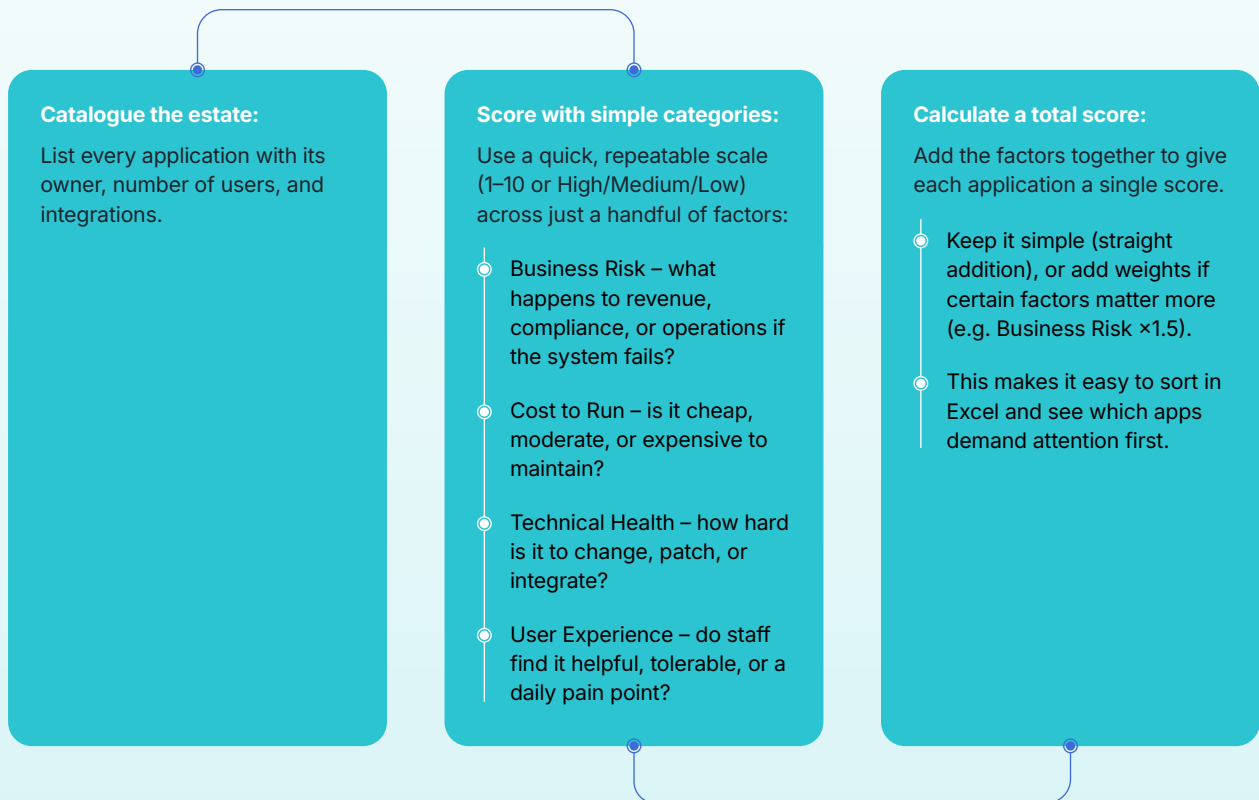 Catalogue the estate:
List every application with its
owner, number of users, and
integrations.
Score with simple categories:
Use a quick, repeatable scale
(1–10 or High/Medium/Low)
across just a handful of factors:
Business Risk – what
happens to revenue,
compliance, or operations if
the system fails?
Cost to Run – is it cheap,
moderate, or expensive to
maintain?
Technical Health – how hard
is it to change, patch, or
integrate?
User Experience – do staff
find it helpful, tolerable, or a
daily pain point?
Calculate a total score:
Add the factors together to give
each application a single score.
Keep it simple (straight
addition), or add weights if
certain factors matter more
(e.g. Business Risk ×1.5).
This makes it easy to sort in
Excel and see which apps
demand attention first.